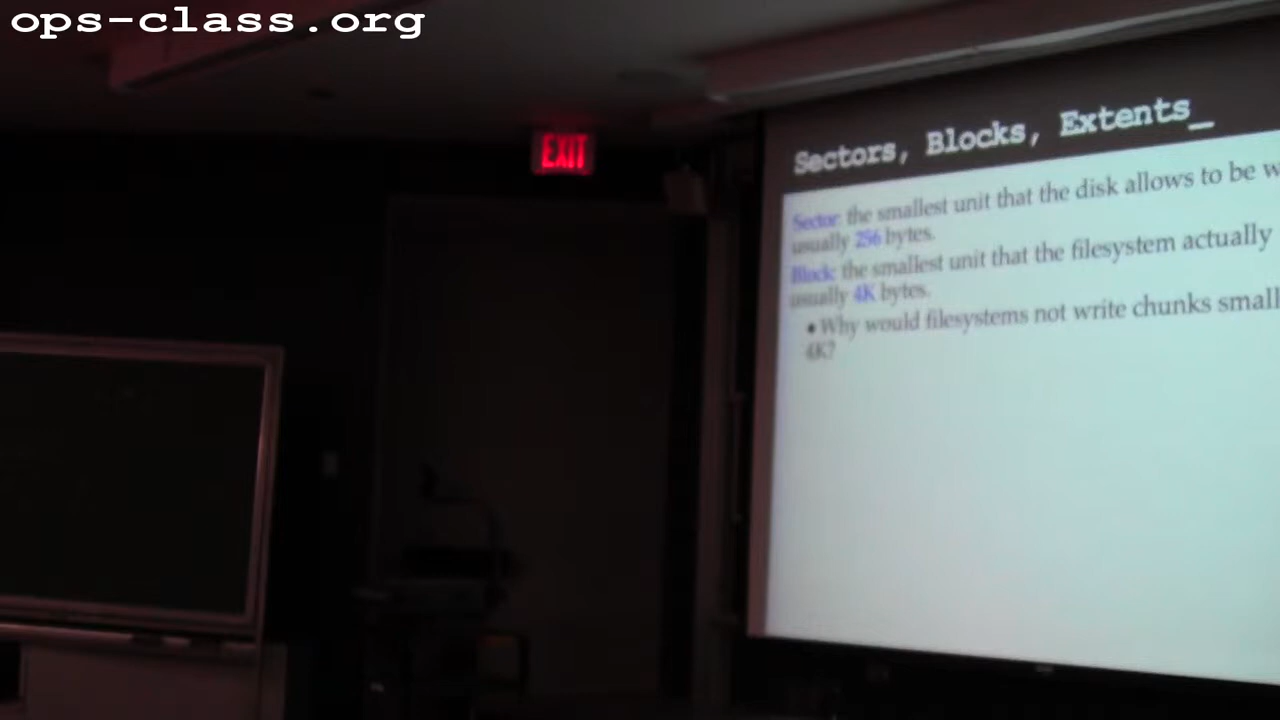 ops-class.org
EXIT
Sectors, Blocks, Extents_
Sector: the smallest unit that the disk allows to be
usually 256 bytes.
Block: the smallest unit that the filesystem actually
usually 4K bytes.
• Why would filesystems not write chunks small
4K?